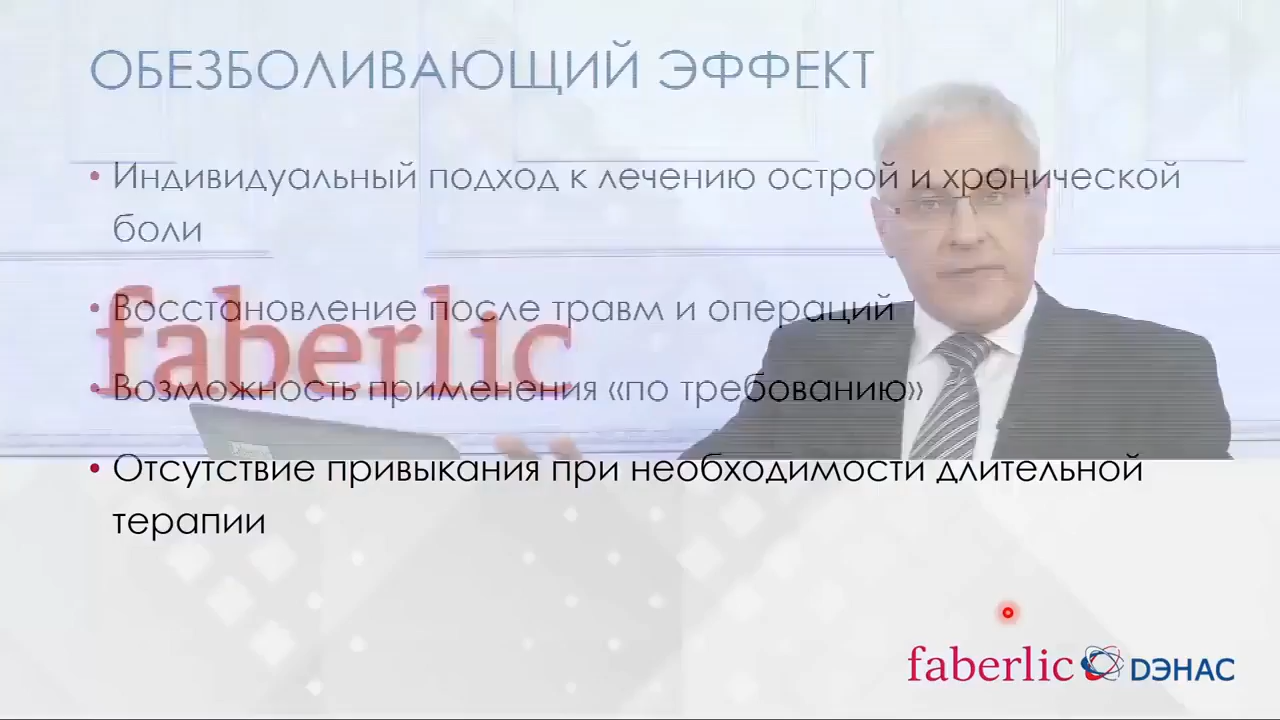 ОБЕЗБОЛИВАЮЩИЙ ЭФФЕКТ
• Индивидуальный подход к лечению острой и хронической
боли
• Восстановление после травм и операций
faberlic
• Возможность применения «по требованию»
• Отсутствие привыкания при необходимости длительной
терапии
faberlic ДЭНАС